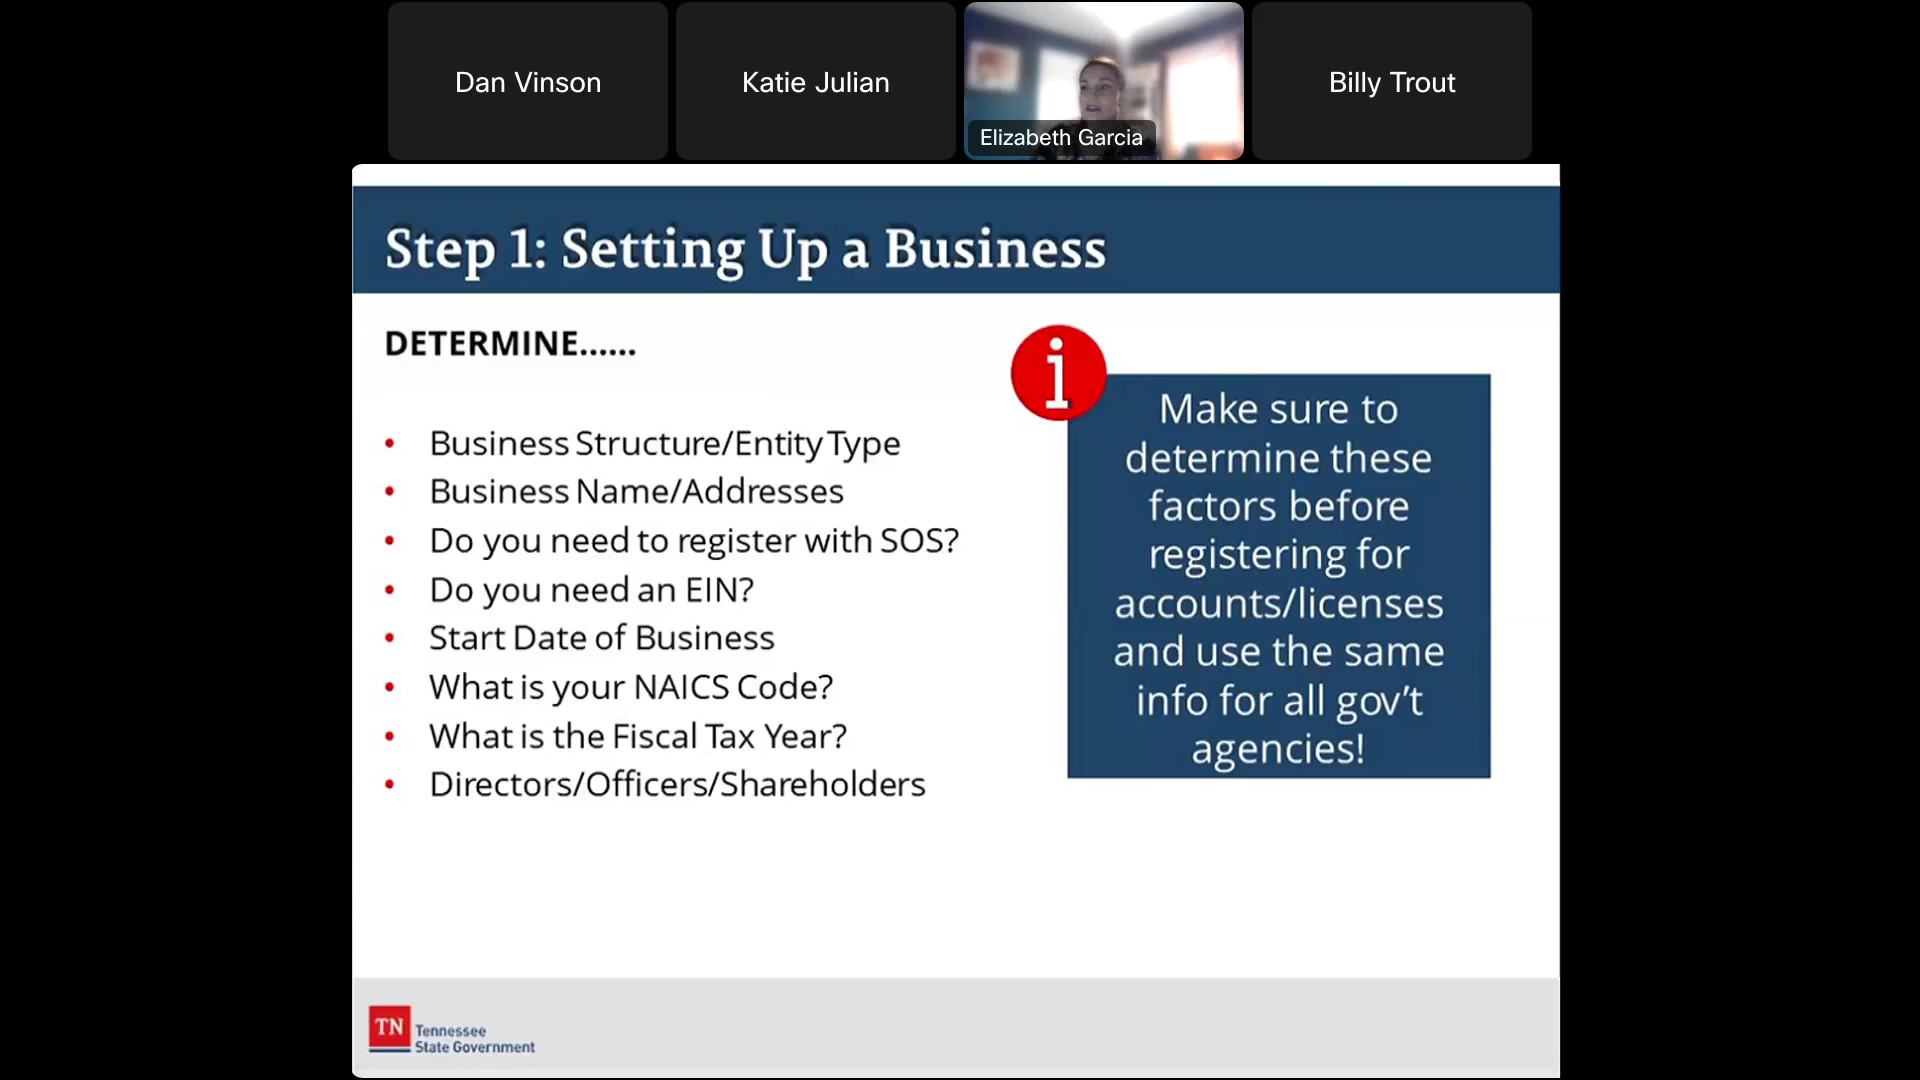 Dan Vinson
Katie Julian
Elizabeth Garcia
Billy Trout
Step 1: Setting Up a Business
DETERMINE......
• Business Structure/Entity Type
• Business Name/Addresses
• Do you need to register with SOS?
• Do you need an EIN?
• Start Date of Business
• What is your NAICS Code?
• What is the Fiscal Tax Year?
• Directors/Officers/Shareholders
i
Make sure to
determine these
factors before
registering for
accounts/licenses
and use the same
info for all gov’t
agencies!
TN
Tennessee
State Government